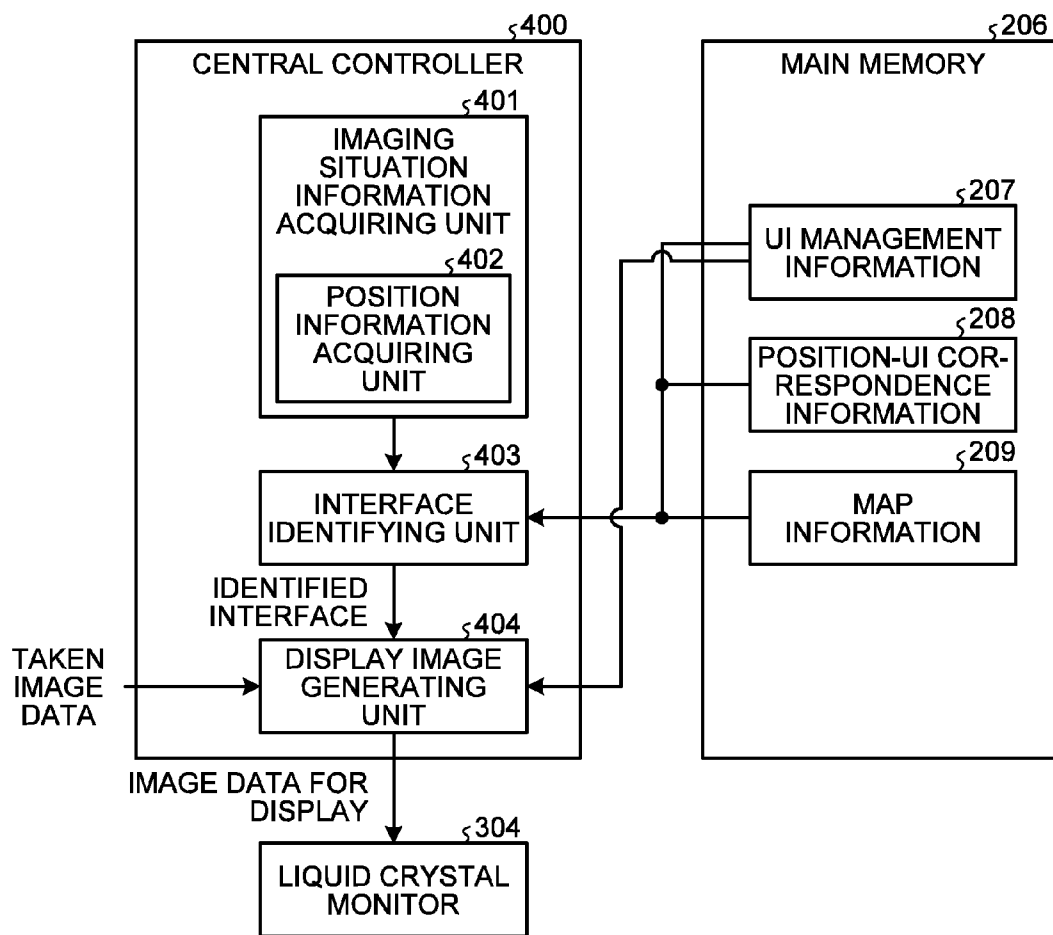 400
CENTRAL CONTROLLER
401
IMAGING
SITUATION
INFORMATION
ACQUIRING UNIT
402
POSITION
INFORMATION
ACQUIRING
UNIT
403
INTERFACE
IDENTIFYING UNIT
IDENTIFIED
INTERFACE
404
DISPLAY IMAGE
GENERATING
UNIT
TAKEN
IMAGE
DATA
IMAGE DATA FOR
DISPLAY
304
LIQUID CRYSTAL
MONITOR
206
MAIN MEMORY
207
UI MANAGEMENT
INFORMATION
208
POSITION-UI COR-
RESPONDENCE
INFORMATION
209
MAP
INFORMATION